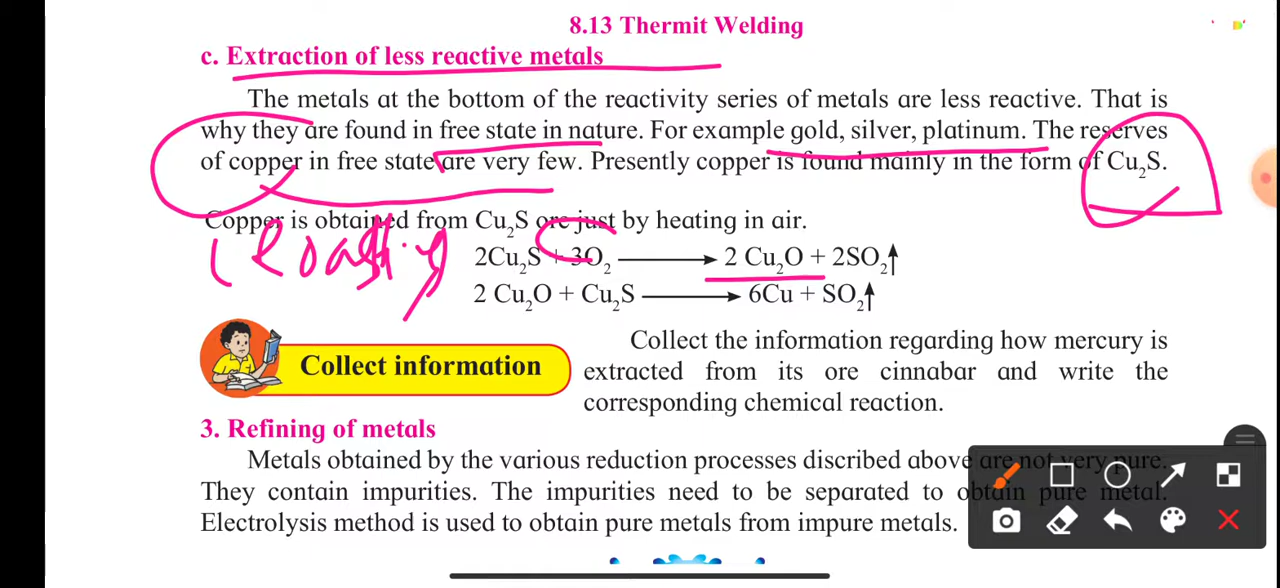 8.13 Thermit Welding
c. Extraction of less reactive metals
The metals at the bottom of the reactivity series of metals are less reactive. That is
why they are found in free state in nature. For example gold, silver, platinum. The reserves
of copper in free state are very few. Presently copper is found mainly in the form of Cu₂S.
Copper is obtained from Cu₂S ore just by heating in air.
(Roasting
2Cu₂S + 3O₂ ⟶ 2 Cu₂O + 2SO₂↑
2 Cu₂O + Cu₂S ⟶ 6Cu + SO₂↑
Collect information
Collect the information regarding how mercury is
extracted from its ore cinnabar and write the
corresponding chemical reaction.
3. Refining of metals
Metals obtained by the various reduction processes discribed above are not very pure.
They contain impurities. The impurities need to be separated to obtain pure metal.
Electrolysis method is used to obtain pure metals from impure metals.